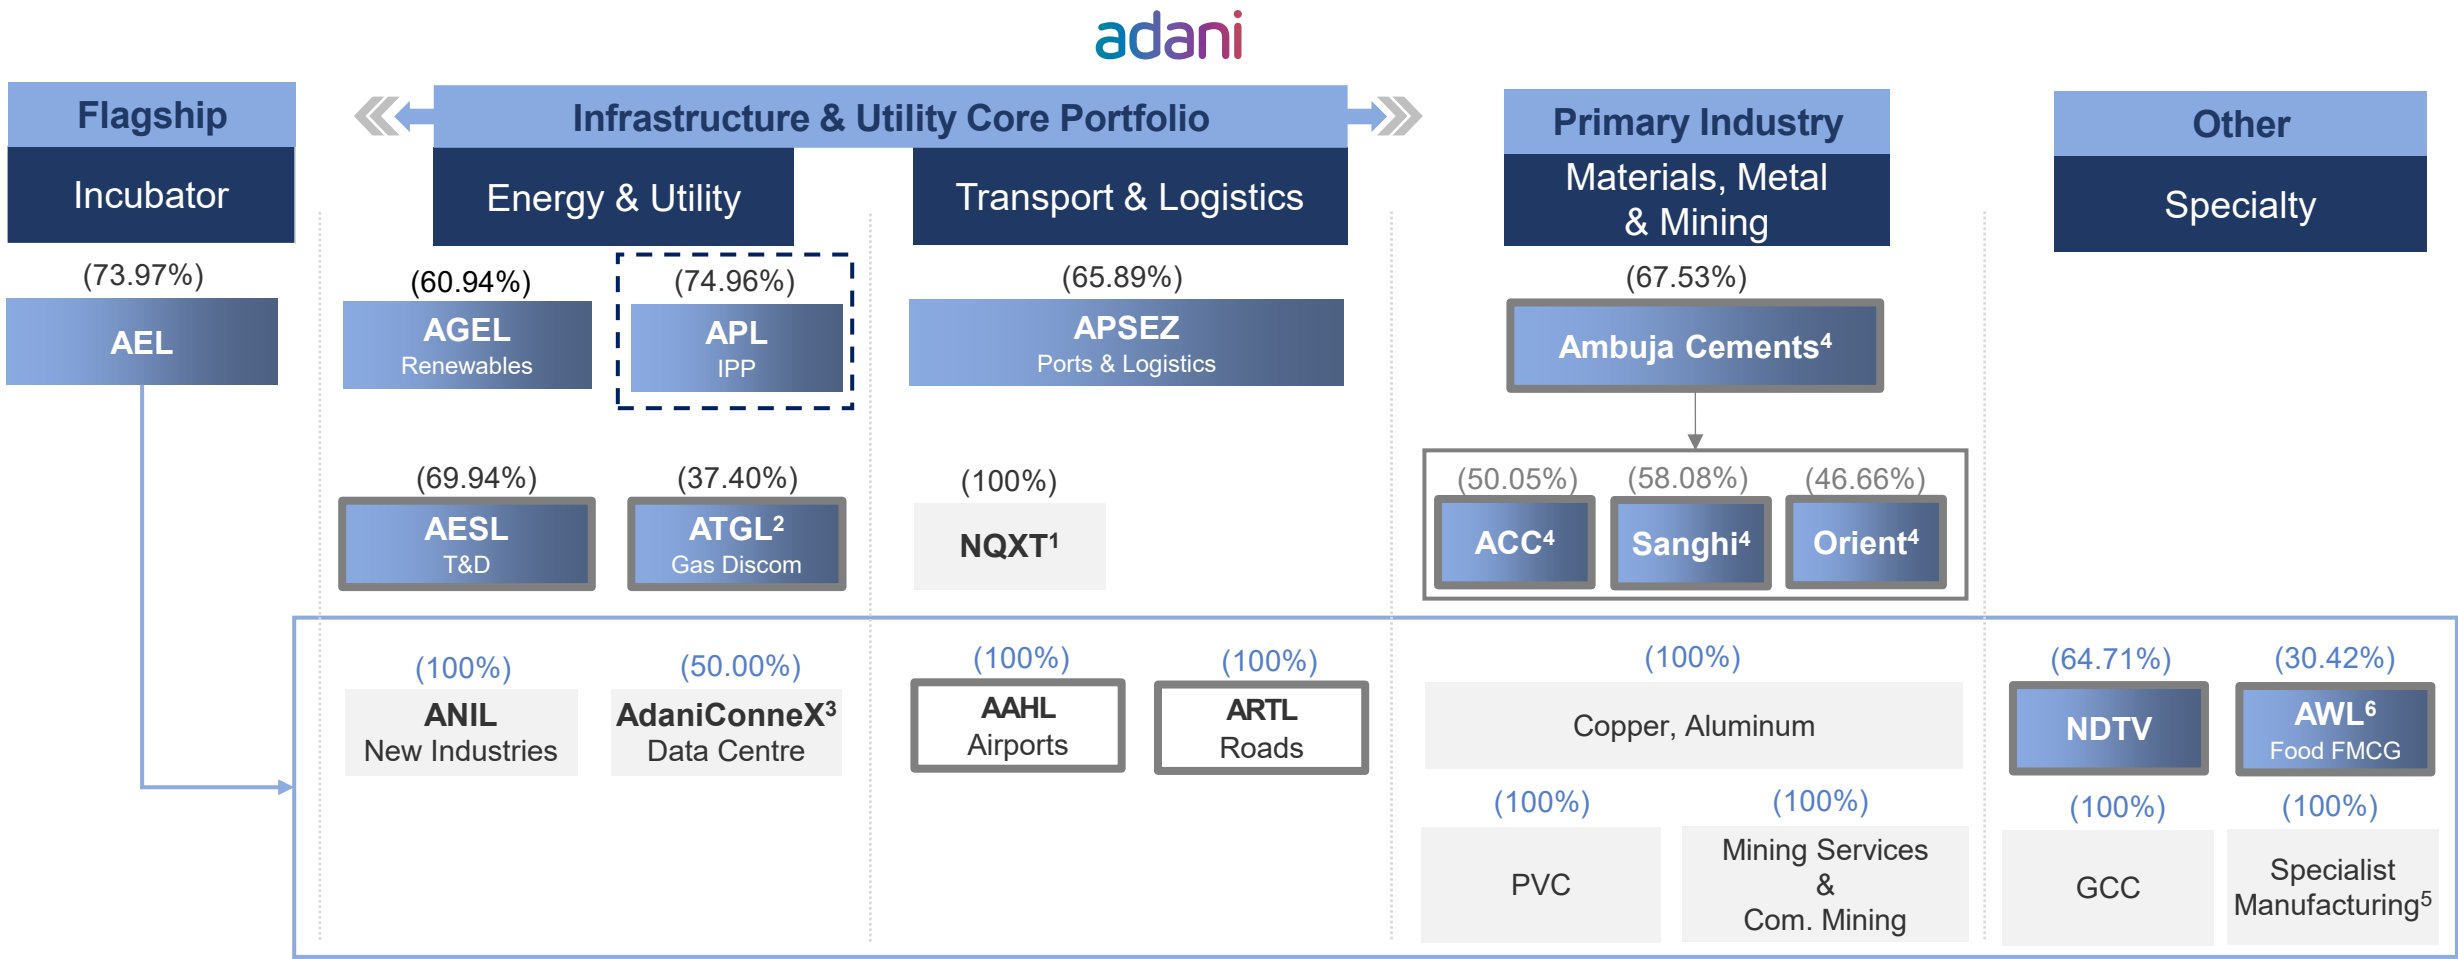 adani
Flagship
Incubator
Infrastructure & Utility Core Portfolio
Energy & Utility
Transport & Logistics
Primary Industry
Materials, Metal
& Mining
Other
Specialty
(73.97%)
AEL
(60.94%)
AGEL
Renewables
(74.96%)
APL
IPP
(65.89%)
APSEZ
Ports & Logistics
(67.53%)
Ambuja Cements⁴
(69.94%)
AESL
T&D
(37.40%)
ATGL²
Gas Discom
(100%)
NQXT¹
(50.05%)
ACC⁴
(58.08%)
Sanghi⁴
(46.66%)
Orient⁴
(100%)
ANIL
New Industries
(50.00%)
AdaniConneX³
Data Centre
(100%)
AAHL
Airports
(100%)
ARTL
Roads
(100%)
Copper, Aluminum
(100%)
PVC
(100%)
Mining Services
&
Com. Mining
(64.71%)
NDTV
(30.42%)
AWL⁶
Food FMCG
(100%)
GCC
(100%)
Specialist
Manufacturing⁵